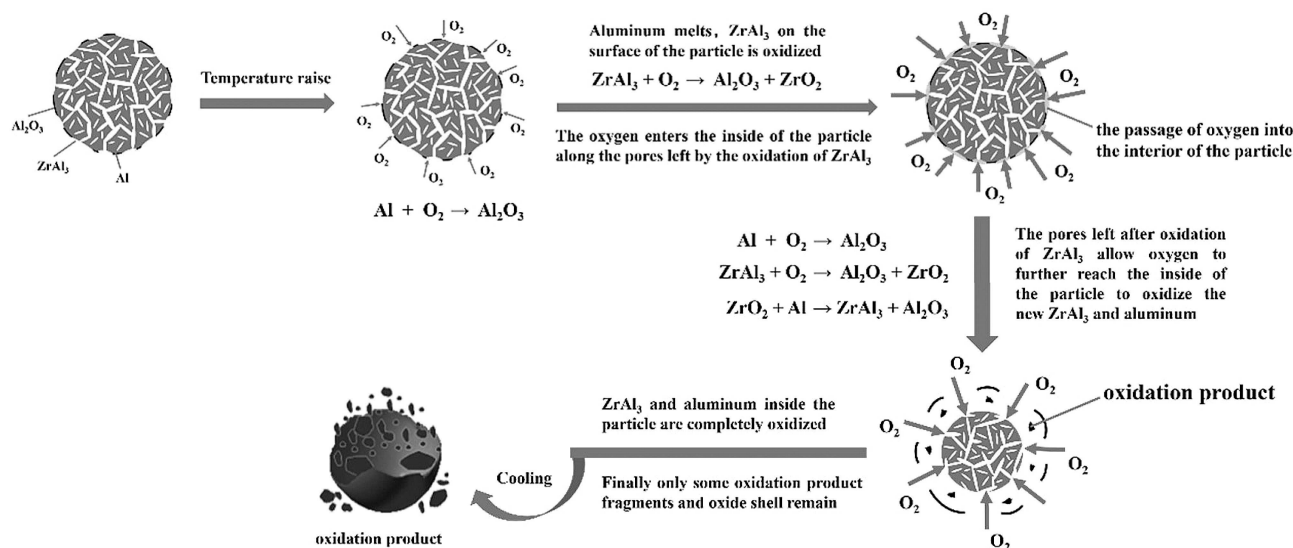 Al₂O₃
ZrAl₃
Al
Temperature raise
O₂
O₂
O₂
O₂
O₂
O₂
O₂
O₂
O₂
O₂
O₂
O₂
Al + O₂ → Al₂O₃
Aluminum melts, ZrAl₃ on the
surface of the particle is oxidized
ZrAl₃ + O₂ → Al₂O₃ + ZrO₂
The oxygen enters the inside of the particle
along the pores left by the oxidation of ZrAl₃
O₂
O₂
O₂
O₂
O₂
O₂
O₂
the passage of oxygen into
the interior of the particle
Al + O₂ → Al₂O₃
ZrAl₃ + O₂ → Al₂O₃ + ZrO₂
ZrO₂ + Al → ZrAl₃ + Al₂O₃
The pores left after oxidation
of ZrAl₃ allow oxygen to
further reach the inside of
the particle to oxidize the
new ZrAl₃ and aluminum
O₂
O₂
O₂
O₂
O₂
O₂
oxidation product
ZrAl₃ and aluminum inside the
particle are completely oxidized
Cooling
Finally only some oxidation product
fragments and oxide shell remain
oxidation product